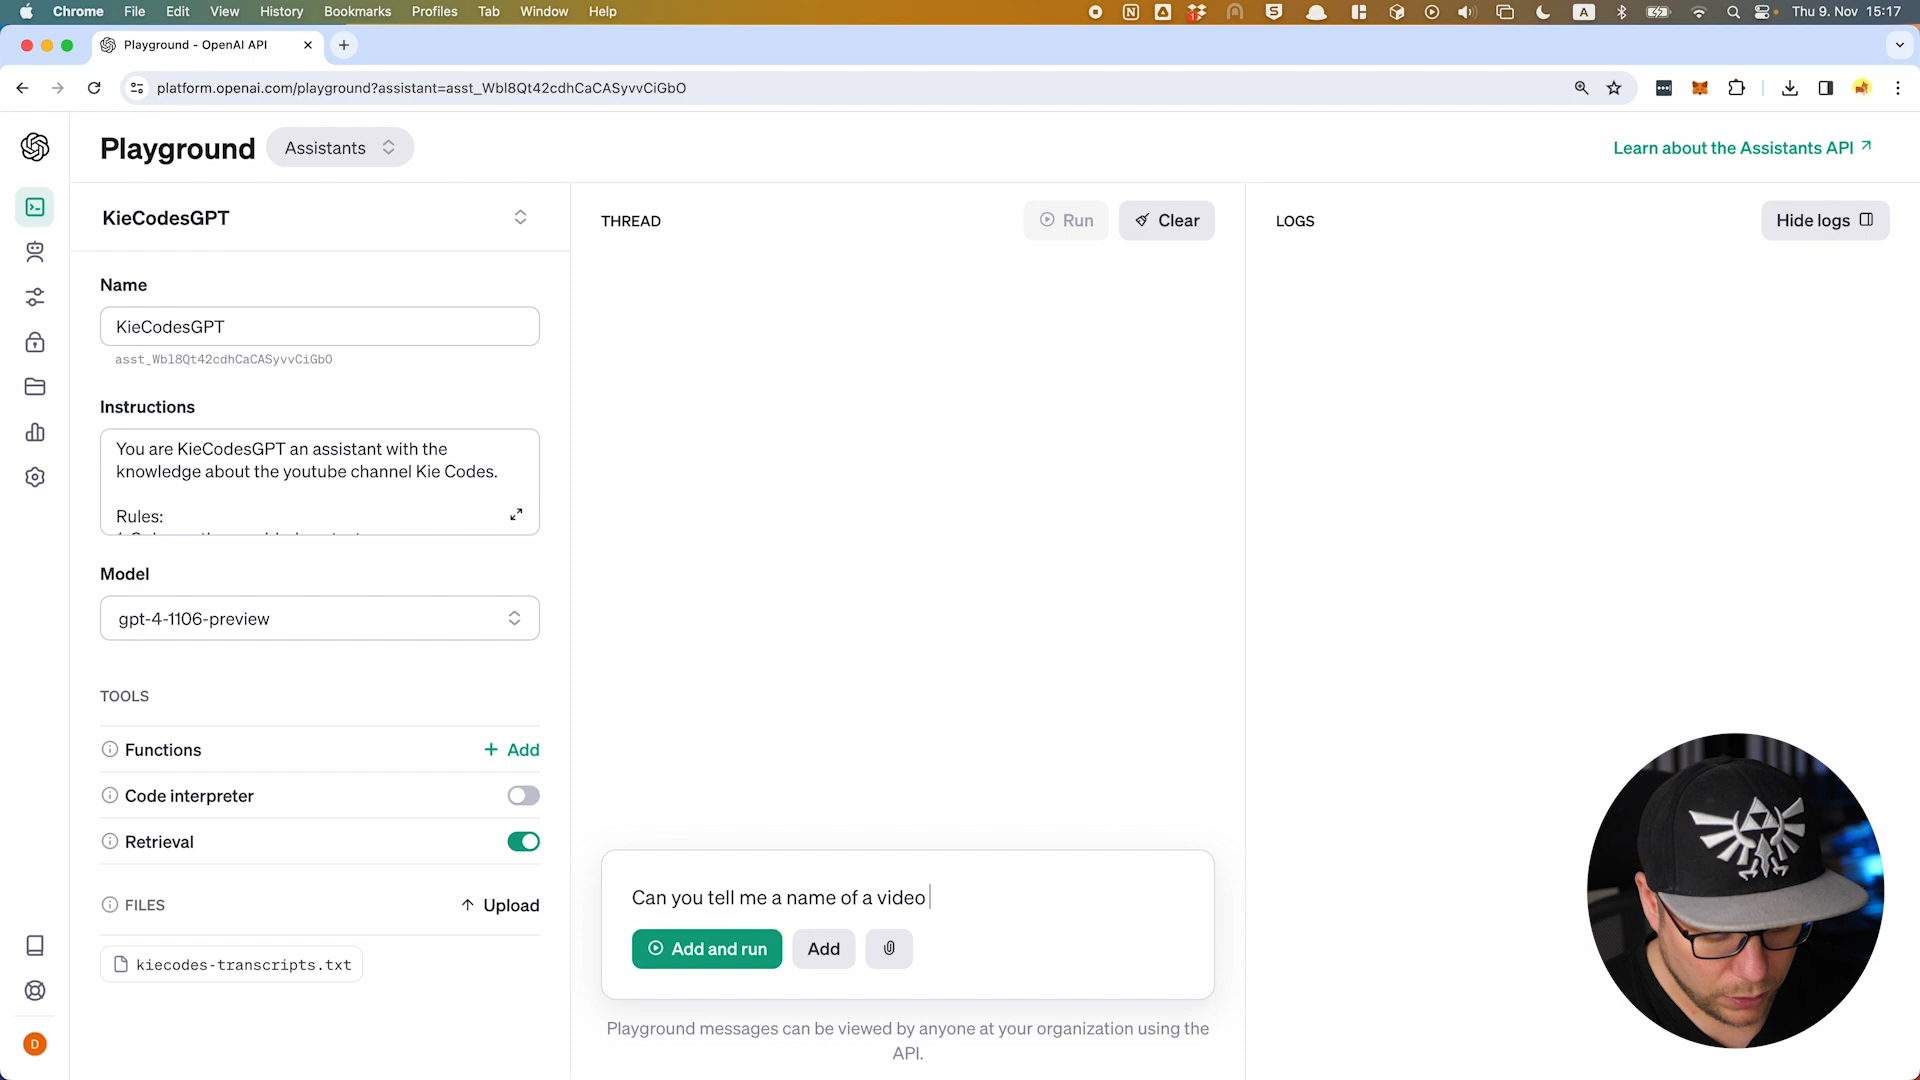 Chrome File Edit View History Bookmarks Profiles Tab Window Help
1
A
Thu 9. Nov 15:17
Playground - OpenAI API
platform.openai.com/playground?assistant=asst_Wbl8Qt42cdhCaCASyvvCiGbO
Playground
Assistants
Learn about the Assistants API
KieCodesGPT
THREAD
Run
Clear
LOGS
Hide logs
Name
KieCodesGPT
asst_Wbl8Qt42cdhCaCASyvvCiGbO
Instructions
You are KieCodesGPT an assistant with the
knowledge about the youtube channel Kie Codes.
Rules:
Model
gpt-4-1106-preview
TOOLS
Functions
+ Add
Code interpreter
Retrieval
FILES
Upload
kiecodes-transcripts.txt
D
Can you tell me a name of a video
Add and run
Add
Playground messages can be viewed by anyone at your organization using the
API.